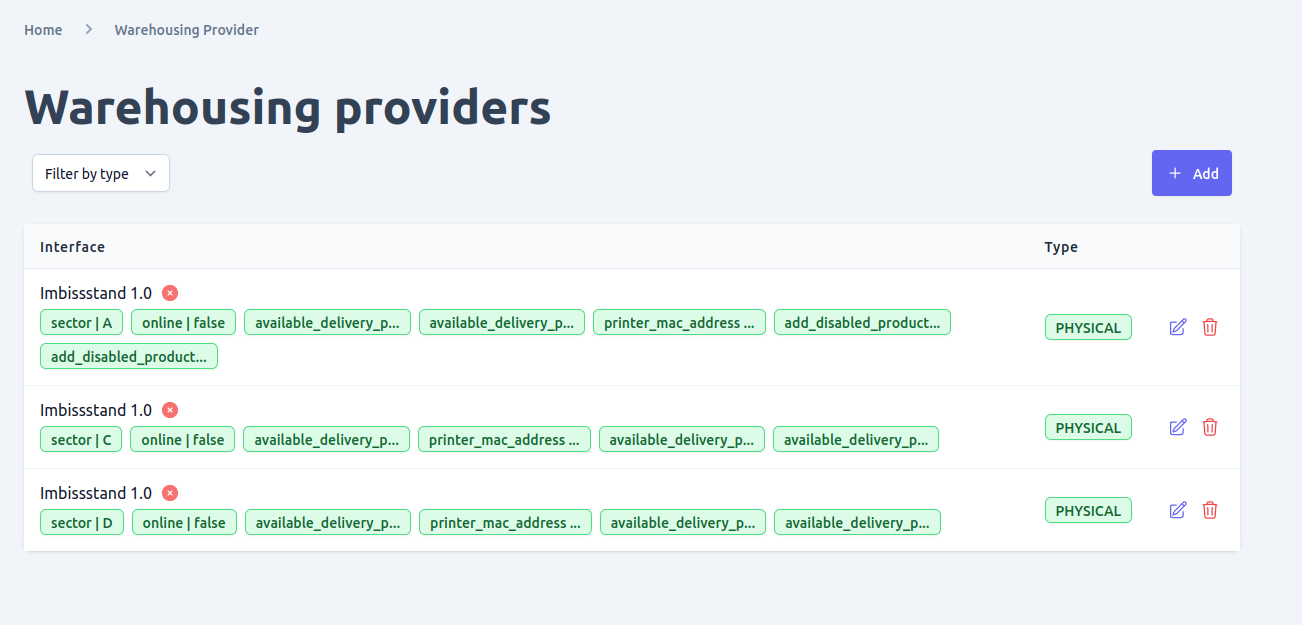 Home Warehousing Provider
Warehousing providers
Filter by type
Add
Interface Type
Imbissstand 1.0
sector | A online | false available_delivery_p... available_delivery_p... printer_mac_address ... add_disabled_product...
add_disabled_product...
PHYSICAL
Imbissstand 1.0
sector | C online | false available_delivery_p... printer_mac_address ... available_delivery_p... available_delivery_p...
PHYSICAL
Imbissstand 1.0
sector | D online | false available_delivery_p... printer_mac_address ... available_delivery_p... available_delivery_p...
PHYSICAL